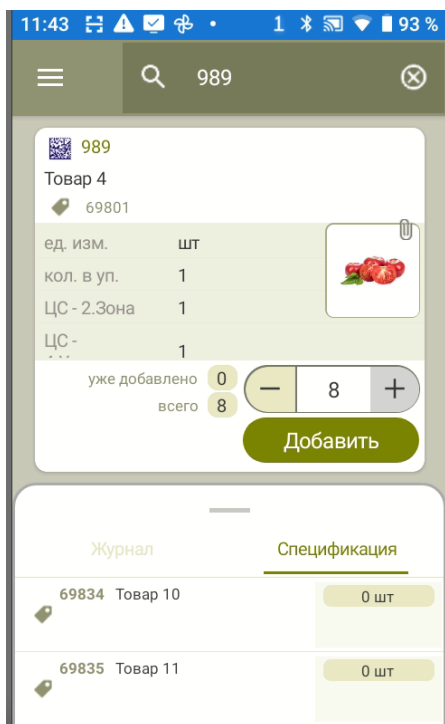 11:43 1 93 %
989
989
Товар 4
69801
ед. изм. шт
кол. в уп. 1
ЦС - 2.Зона 1
ЦС -
1
уже добавлено 0
всего 8
8
Добавить
Журнал Спецификация
69834 Товар 10 0 шт
69835 Товар 11 0 шт